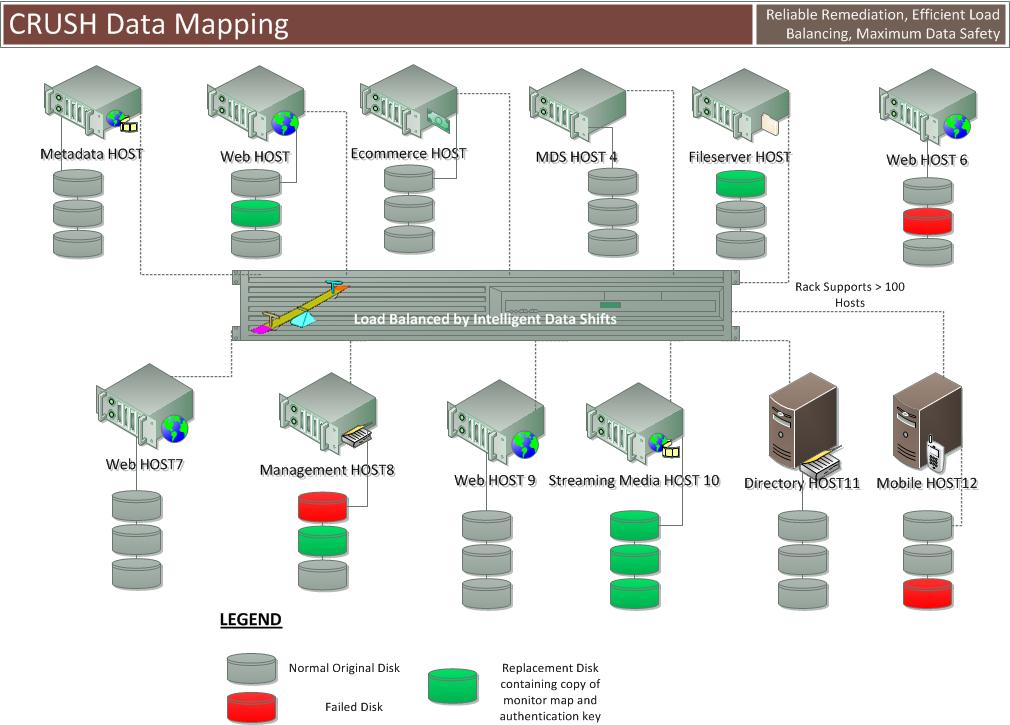 CRUSH Data Mapping
Reliable Remediation, Efficient Load
Balancing, Maximum Data Safety
Metadata HOST
Web HOST
Ecommerce HOST
MDS HOST 4
Fileserver HOST
Web HOST 6
Rack Supports > 100
Hosts
Load Balanced by Intelligent Data Shifts
Web HOST7
Management HOST8
Web HOST 9
Streaming Media HOST 10
Directory HOST11
Mobile HOST12
LEGEND
Normal Original Disk
Failed Disk
Replacement Disk
containing copy of
monitor map and
authentication key